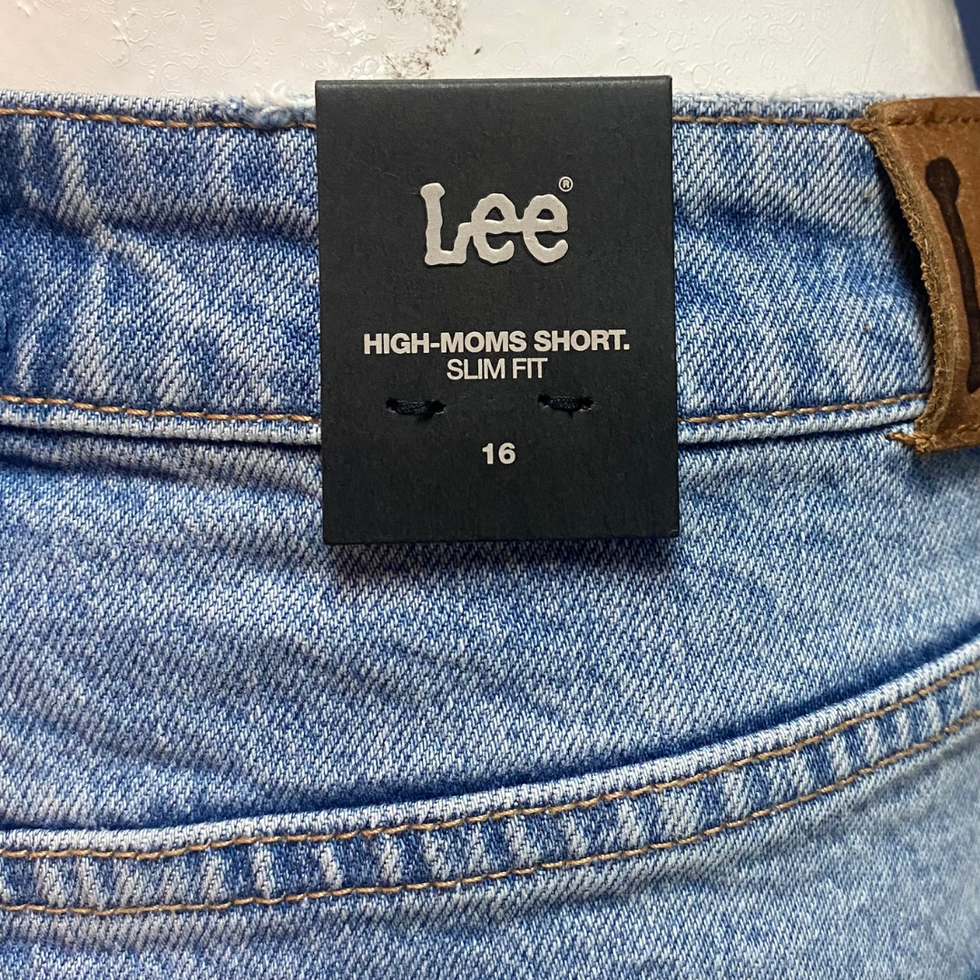 Lee®
HIGH-MOMS SHORT.
SLIM FIT
16